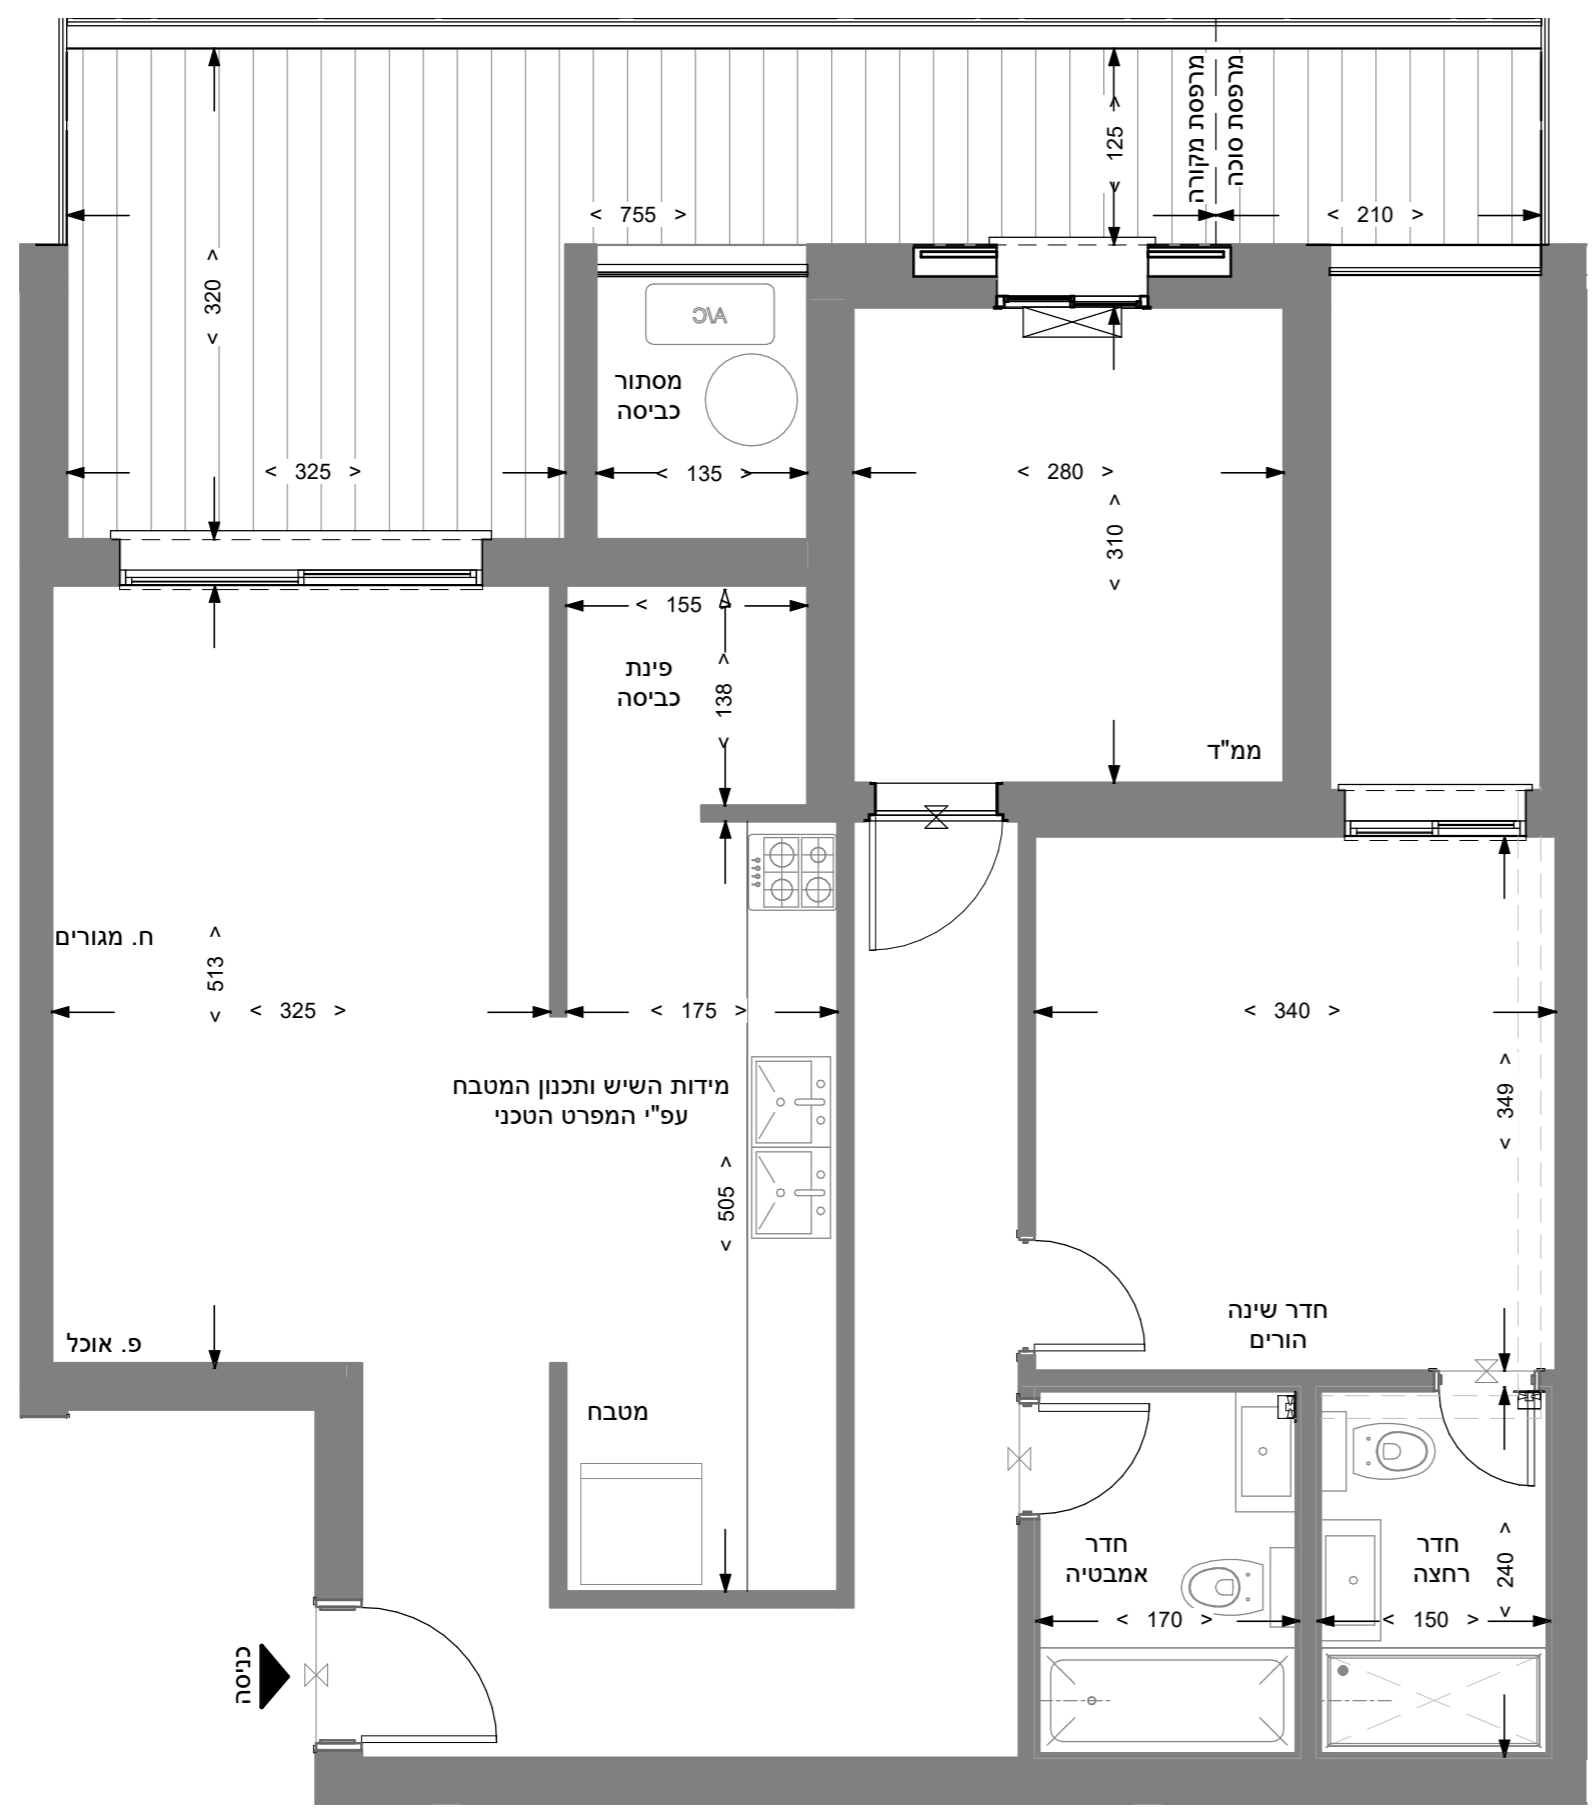 מרפסת מקורה
מרפסת סוכה
< 125 >
< 755 >
< 210 >
< 320 >
A/C
מסתור
כביסה
< 325 >
< 135 >
< 280 >
< 310 >
< 155 >
פינת
כביסה
< 138 >
ממ"ד
ח. מגורים
< 513 >
< 325 >
< 175 >
< 340 >
מידות השיש ותכנון המטבח
עפ"י המפרט הטכני
< 349 >
< 505 >
חדר שינה
הורים
פ. אוכל
מטבח
חדר
אמבטיה
חדר
רחצה
< 240 >
< 170 >
< 150 >
כניסה